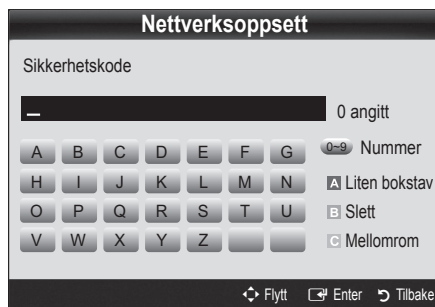 Nettverksoppsett
Sikkerhetskode
0 angitt
A B C D E F G 0~9 Nummer
H I J K L M N A Liten bokstav
O P Q R S T U B Slett
V W X Y Z C Mellomrom
Flytt Enter Tilbake